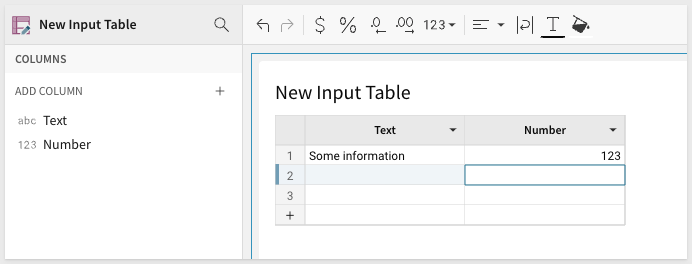 New Input Table
$ % .0 .00 123
COLUMNS
ADD COLUMN +
abc Text
123 Number
New Input Table
Text Number
1 Some information 123
2
3
+